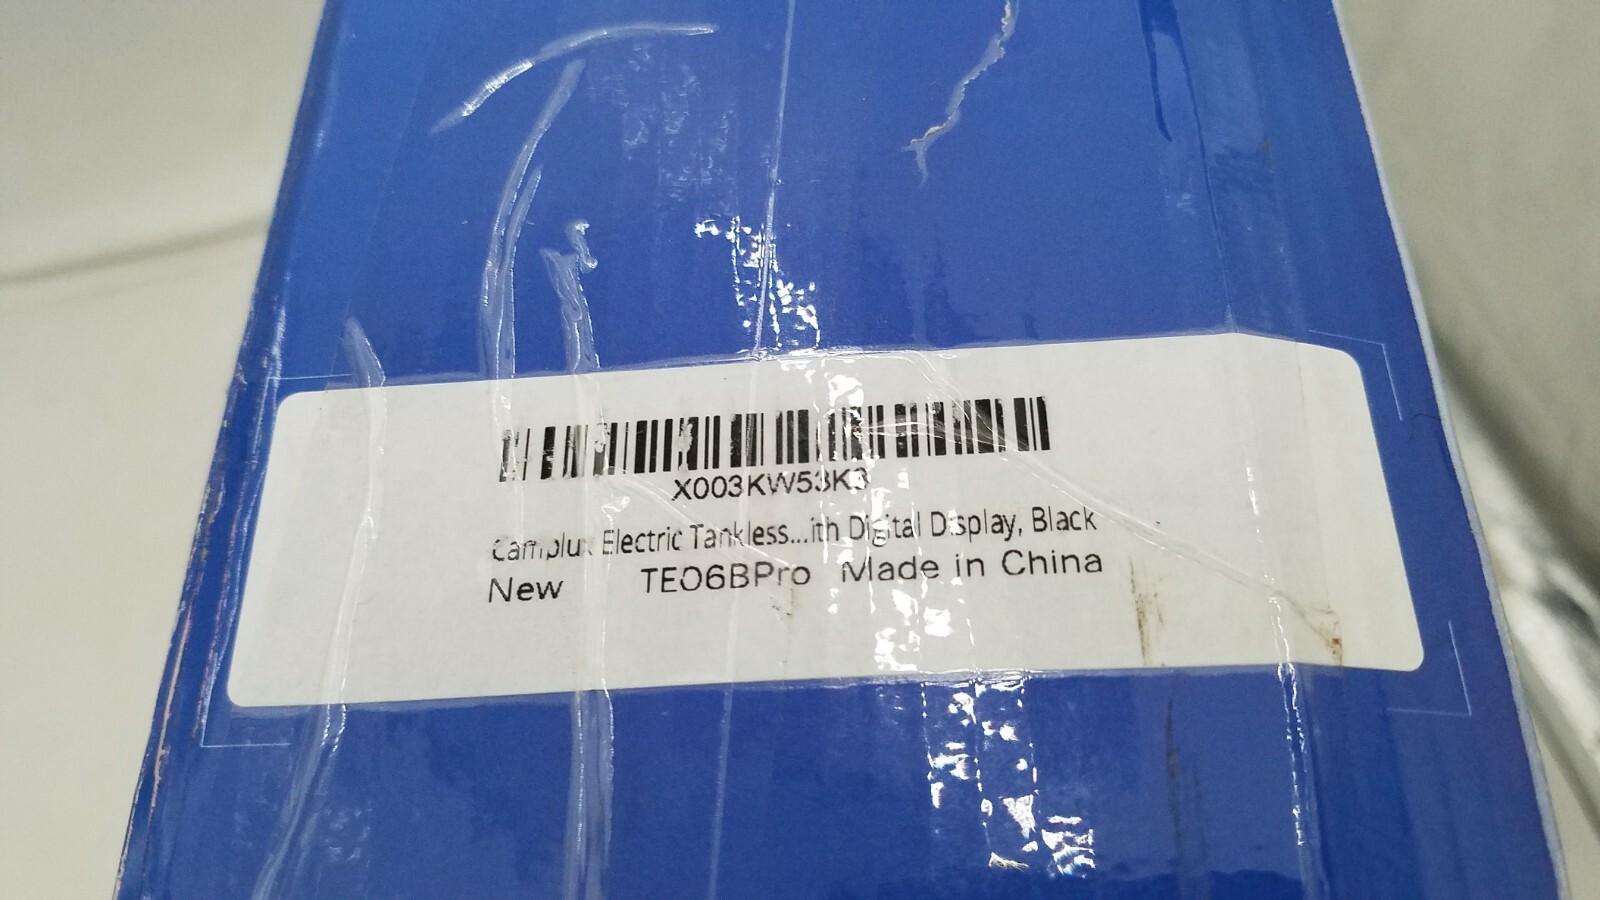 X003KW53K3
Camplux Electric Tankless...ith Digital Display, Black
New TE06BPro Made in China